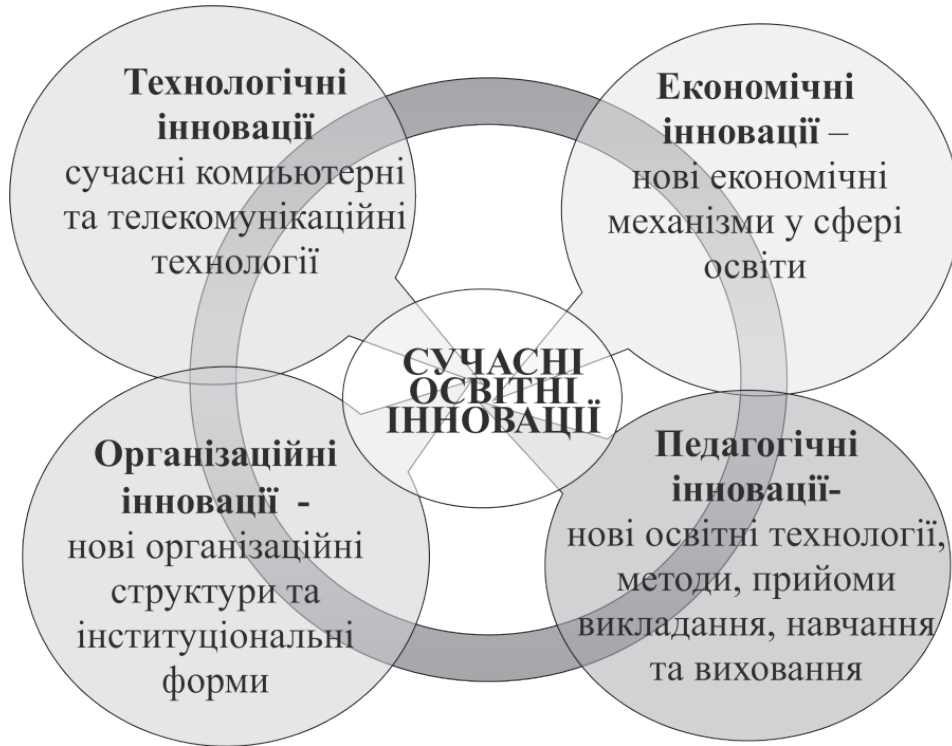 Технологічні
інновації
сучасні компьютерні
та телекомунікаційні
технології
Економічні
інновації –
нові економічні
механізми у сфері
освіти
СУЧАСНІ
ОСВІТНІ
ІННОВАЦІЇ
Організаційні
інновації -
нові організаційні
структури та
інституціональні
форми
Педагогічні
інновації-
нові освітні технології,
методи, прийоми
викладання, навчання
та виховання